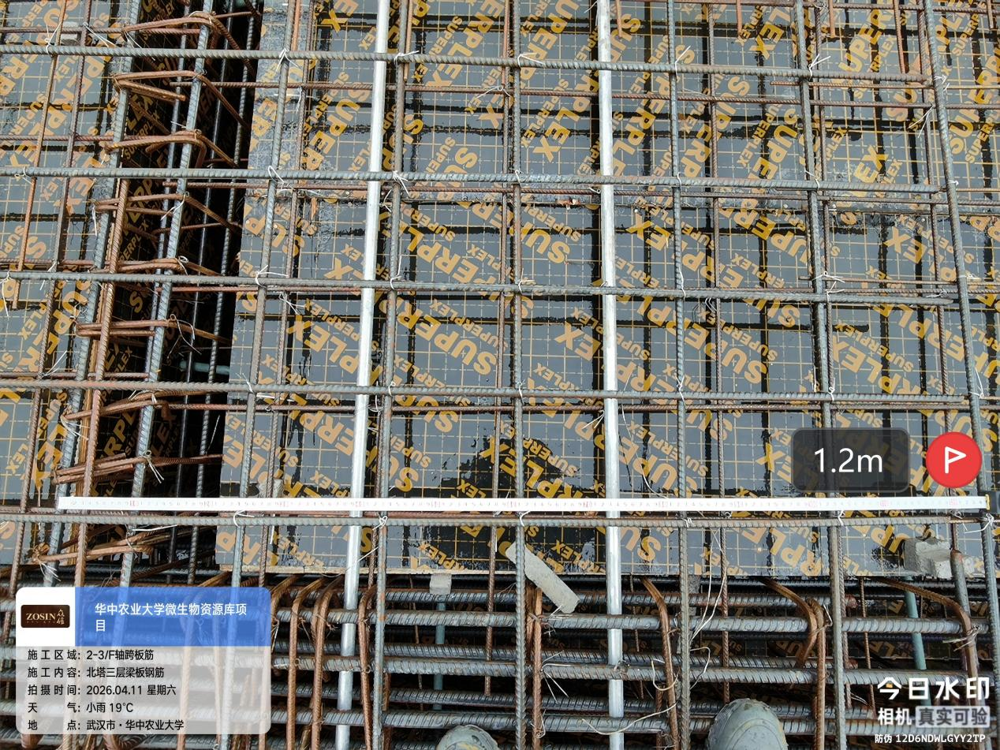 SUPERPLEX
1.2m
ZOSIN 众信
华中农业大学微生物资源库项
目
施工区域: 2-3/F轴跨板筋
施工内容: 北塔三层梁板钢筋
拍摄时间: 2026.04.11 星期六
天 气: 小雨 19℃
地 点: 武汉市·华中农业大学
今日水印
相机 真实可验
防伪 12D6NDWLGYY2TP